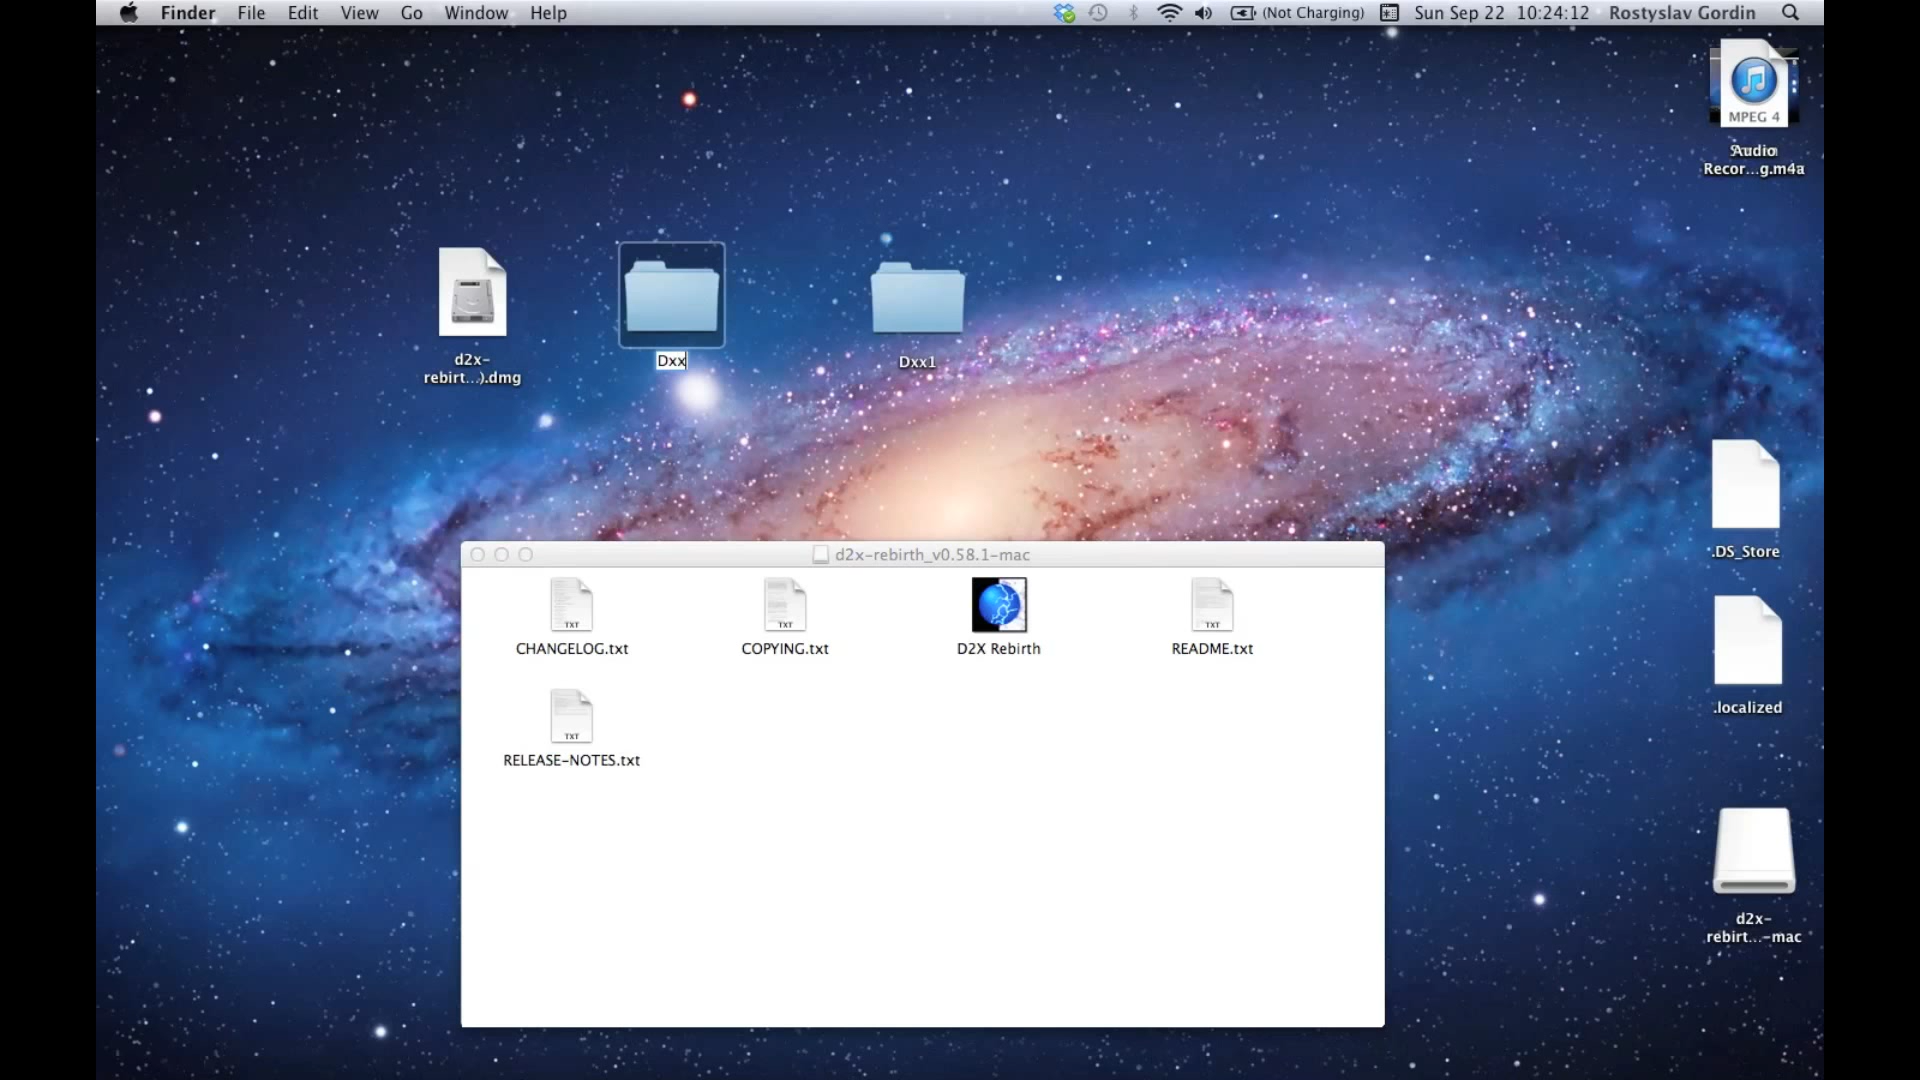 Finder File Edit View Go Window Help (Not Charging) Sun Sep 22 10:24:12 Rostyslav Gordin
MPEG 4
Audio
Recor...g.m4a
d2x-
rebirt...).dmg
Dxx
Dxx1
.DS_Store
.localized
d2x-
rebirt...-mac
d2x-rebirth_v0.58.1-mac
TXT
CHANGELOG.txt
TXT
COPYING.txt
D2X Rebirth
TXT
README.txt
TXT
RELEASE-NOTES.txt